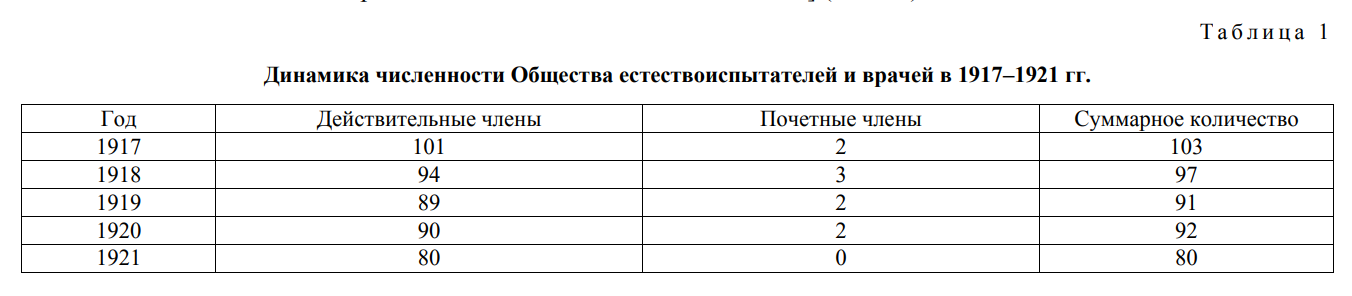 Таблица 1
Динамика численности Общества естествоиспытателей и врачей в 1917–1921 гг.
Год Действительные члены Почетные члены Суммарное количество
1917 101 2 103
1918 94 3 97
1919 89 2 91
1920 90 2 92
1921 80 0 80